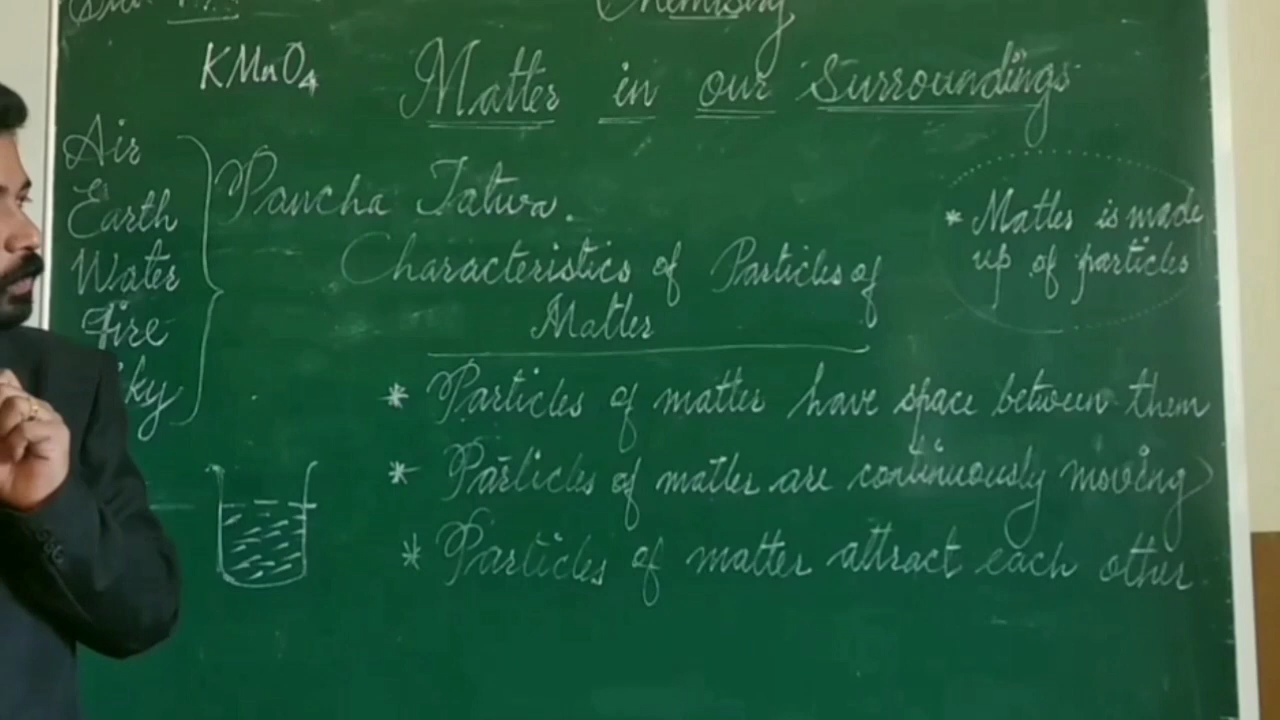 Chemistry
KMnO4
Matter in our Surroundings
Air
Earth
Water
Fire
Sky
Pancha Tatwa.
Characteristics of Particles of
Matter
* Matter is made
up of particles
* Particles of matter have space between them
* Particles of matter are continuously moving
* Particles of matter attract each other